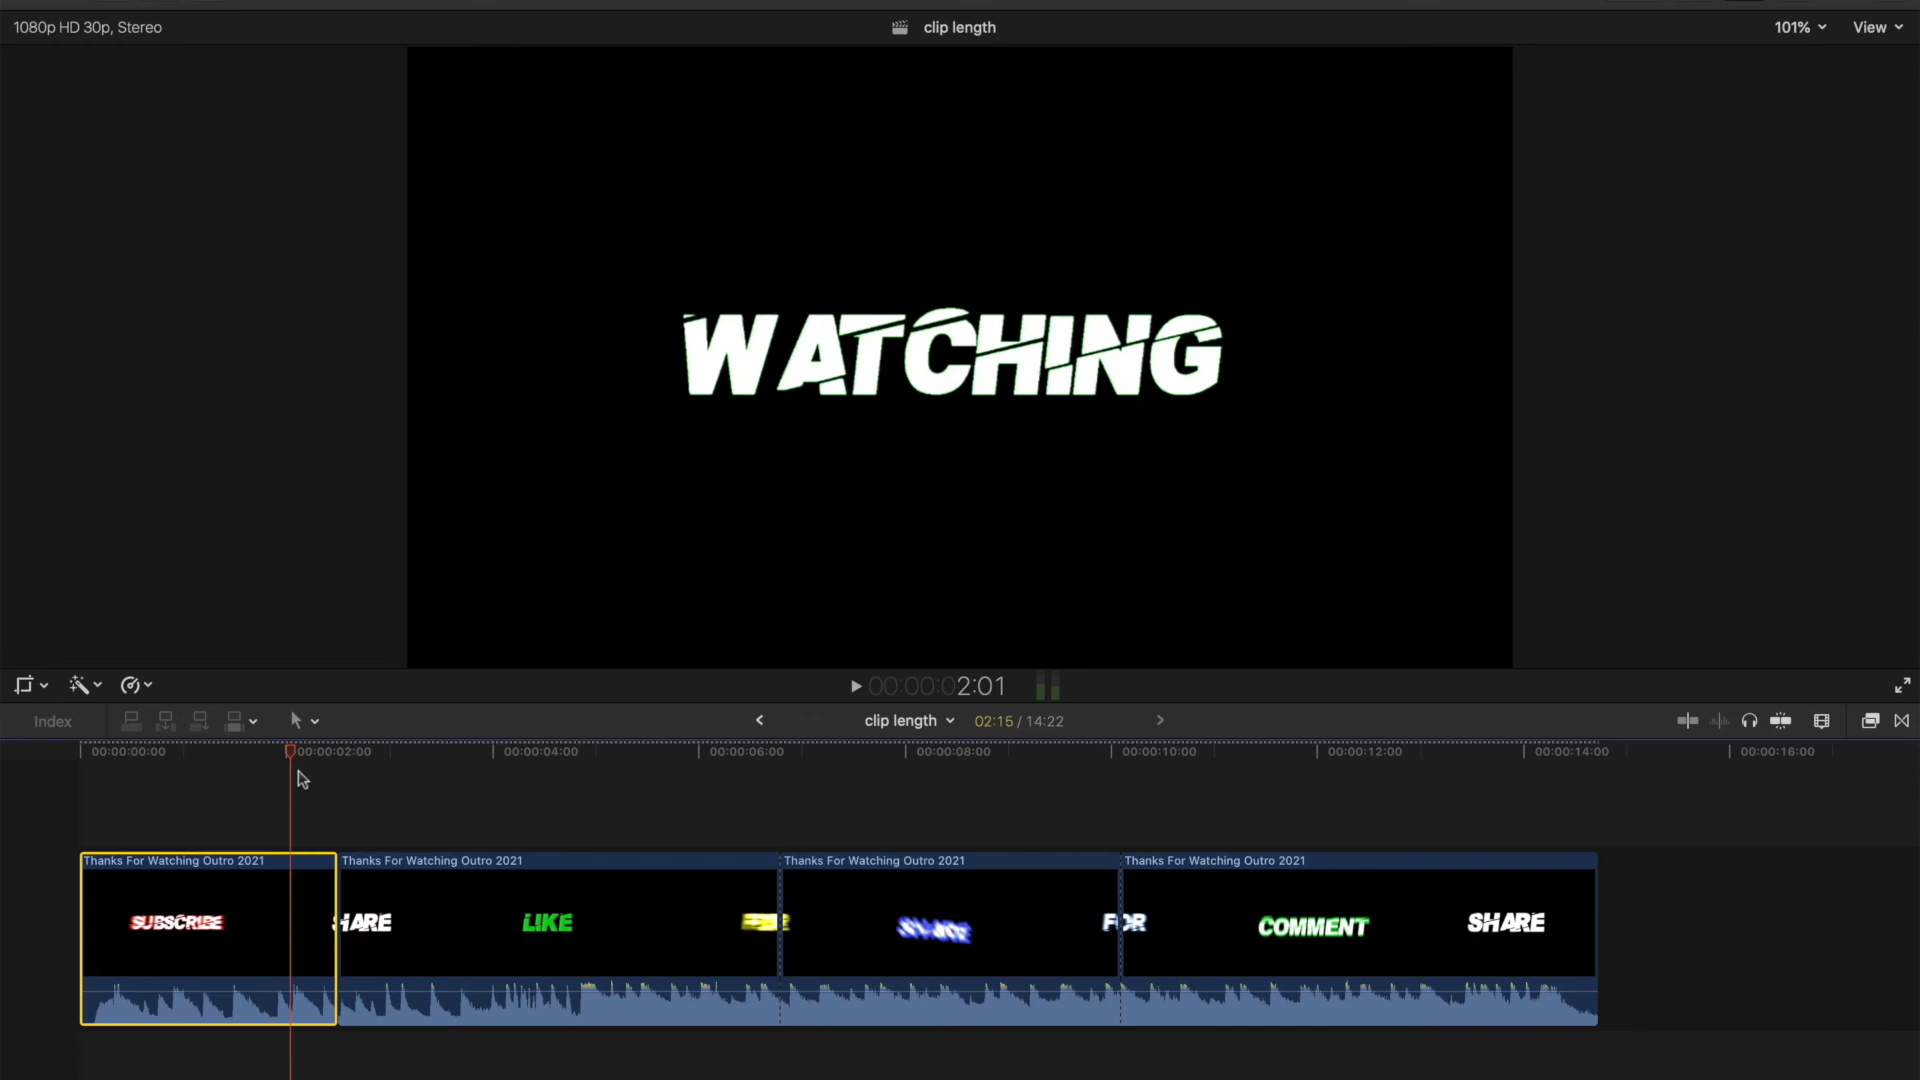 1080p HD 30p, Stereo
clip length
101%
View
WATCHING
00:00:02:01
Index
clip length
02:15 / 14:22
00:00:00:00
00:00:02:00
00:00:04:00
00:00:06:00
00:00:08:00
00:00:10:00
00:00:12:00
00:00:14:00
00:00:16:00
Thanks For Watching Outro 2021
Thanks For Watching Outro 2021
Thanks For Watching Outro 2021
Thanks For Watching Outro 2021
SUBSCRIBE
HARE
LIKE
SHARE
FOR
COMMENT
SHARE